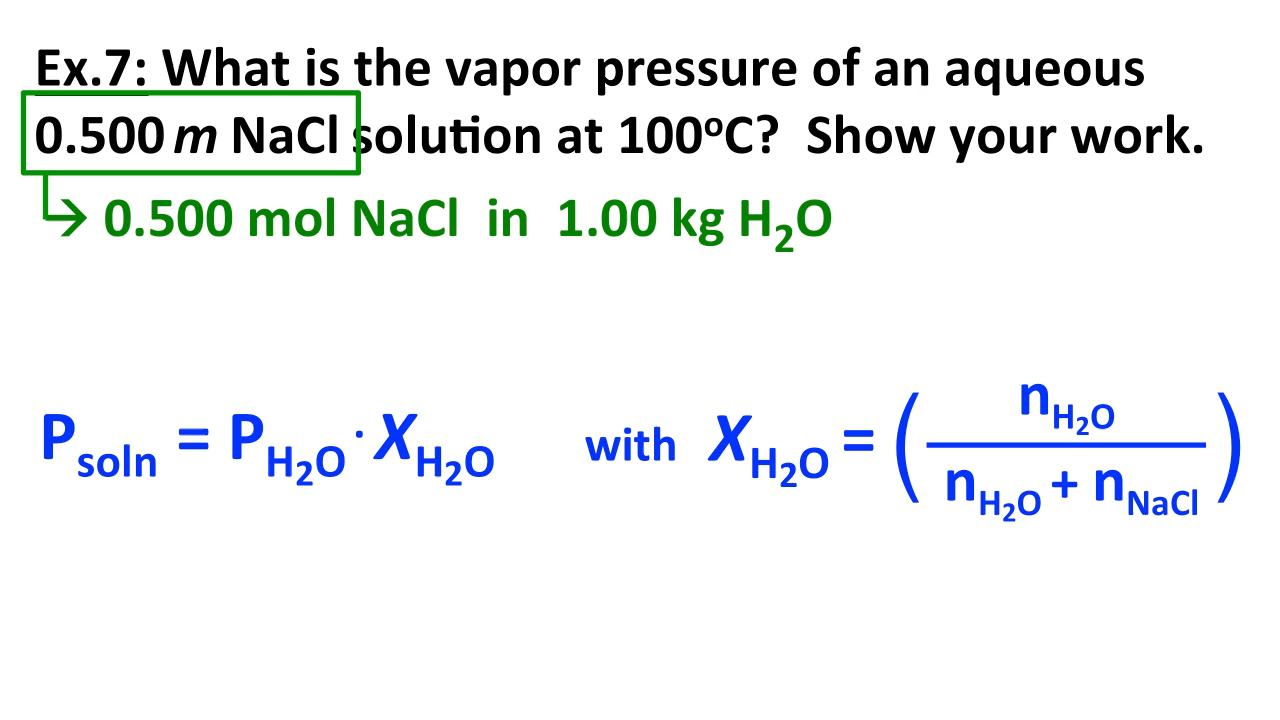 Ex.7: What is the vapor pressure of an aqueous
0.500 m NaCl solution at 100ºC? Show your work.
→ 0.500 mol NaCl in 1.00 kg H₂O
Psoln = PH₂O · XH₂O with XH₂O = ( nH₂O / nH₂O + nNaCl )